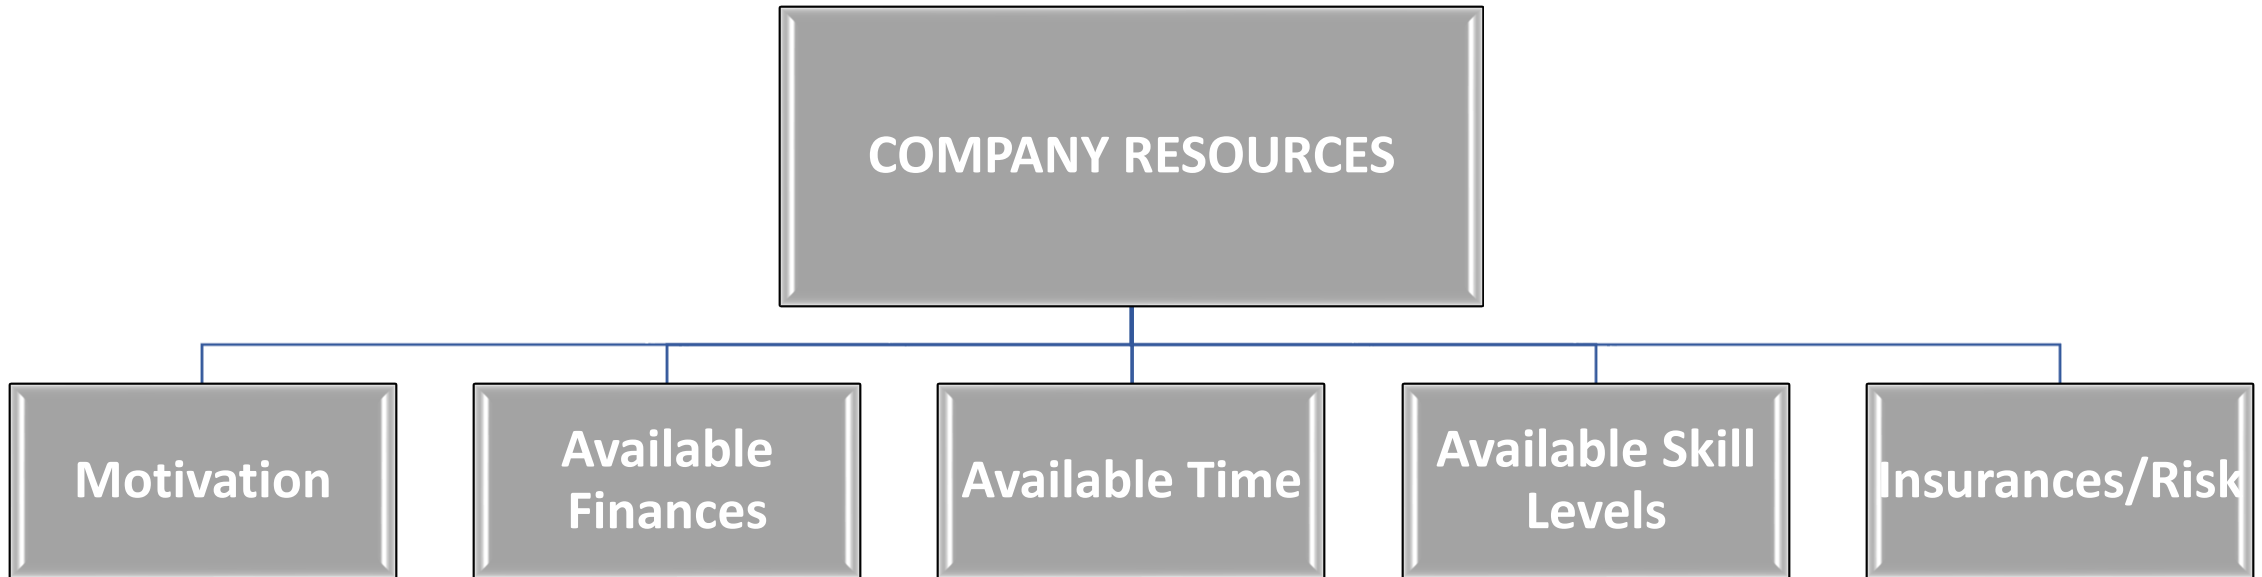 COMPANY RESOURCES
Motivation
Available
Finances
Available Time
Available Skill
Levels
Insurances/Risk